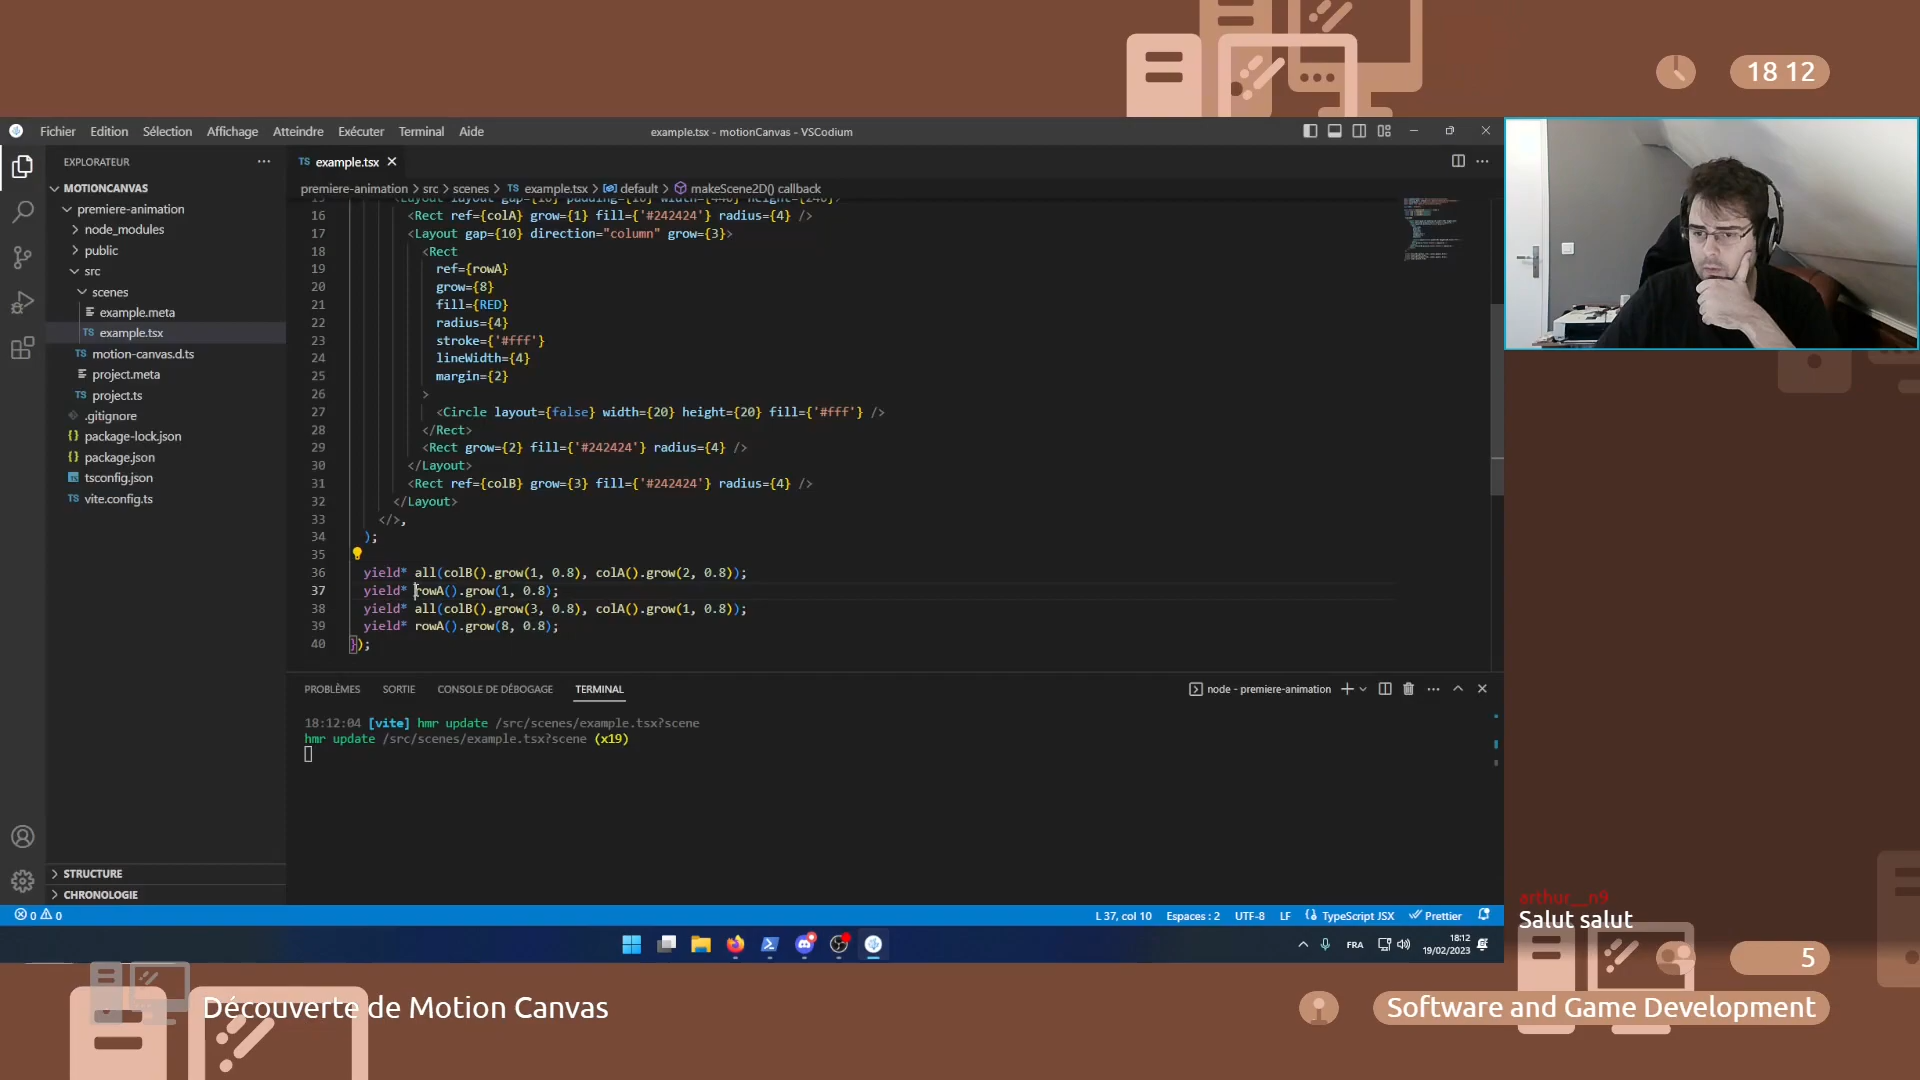 18 12
Fichier Edition Sélection Affichage Atteindre Exécuter Terminal Aide
example.tsx - motionCanvas - VSCodium
EXPLORATEUR
TS example.tsx
premiere-animation > src > scenes > TS example.tsx > default > makeScene2D() callback
MOTIONCANVAS
premiere-animation
node_modules
public
src
scenes
example.meta
TS example.tsx
TS motion-canvas.d.ts
project.meta
TS project.ts
.gitignore
{} package-lock.json
{} package.json
tsconfig.json
TS vite.config.ts
STRUCTURE
CHRONOLOGIE
16 <Rect ref={colA} grow={1} fill={'#242424'} radius={4} />
17 <Layout gap={10} direction="column" grow={3}>
18 <Rect
19 ref={rowA}
20 grow={8}
21 fill={RED}
22 radius={4}
23 stroke={'#fff'}
24 lineWidth={4}
25 margin={2}
26 >
27 <Circle layout={false} width={20} height={20} fill={'#fff'} />
28 </Rect>
29 <Rect grow={2} fill={'#242424'} radius={4} />
30 </Layout>
31 <Rect ref={colB} grow={3} fill={'#242424'} radius={4} />
32 </Layout>
33 </>,
34 );
35
36 yield* all(colB().grow(1, 0.8), colA().grow(2, 0.8));
37 yield* rowA().grow(1, 0.8);
38 yield* all(colB().grow(3, 0.8), colA().grow(1, 0.8));
39 yield* rowA().grow(8, 0.8);
40 });
PROBLÈMES SORTIE CONSOLE DE DÉBOGAGE TERMINAL
node - premiere-animation
18:12:04 [vite] hmr update /src/scenes/example.tsx?scene
hmr update /src/scenes/example.tsx?scene (x19)
0 0
L 37, col 10 Espaces : 2 UTF-8 LF {} TypeScript JSX Prettier
FRA
18:12
19/02/2023
arthur__n9
Salut salut
5
Découverte de Motion Canvas
Software and Game Development